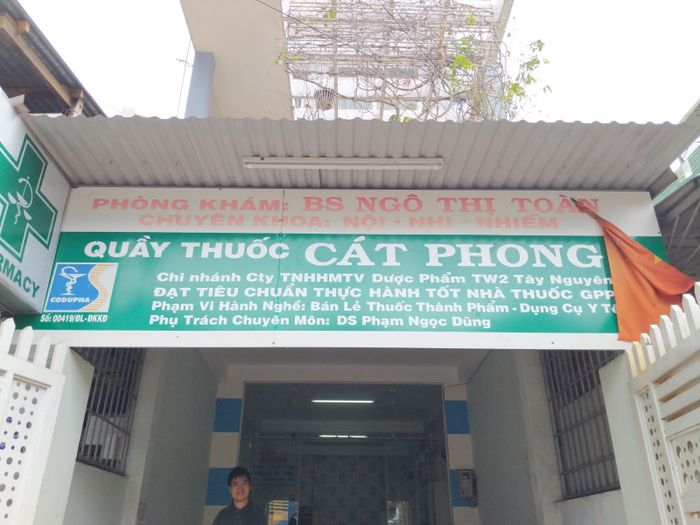 PHÒNG KHÁM: BS NGÔ THỊ TOÀN
CHUYÊN KHOA: NỘI - NHI - NHIỄM
QUẦY THUỐC CÁT PHONG
Chi nhánh Cty TNHHMTV Dược Phẩm TW2 Tây Nguyên
ĐẠT TIÊU CHUẨN THỰC HÀNH TỐT NHÀ THUỐC GPP
Phạm Vi Hành Nghề: Bán Lẻ Thuốc Thành Phẩm - Dụng Cụ Y Tế
Phụ Trách Chuyên Môn: DS Phạm Ngọc Dũng
CODUPHA
Số: 00419/ĐL-ĐKKD